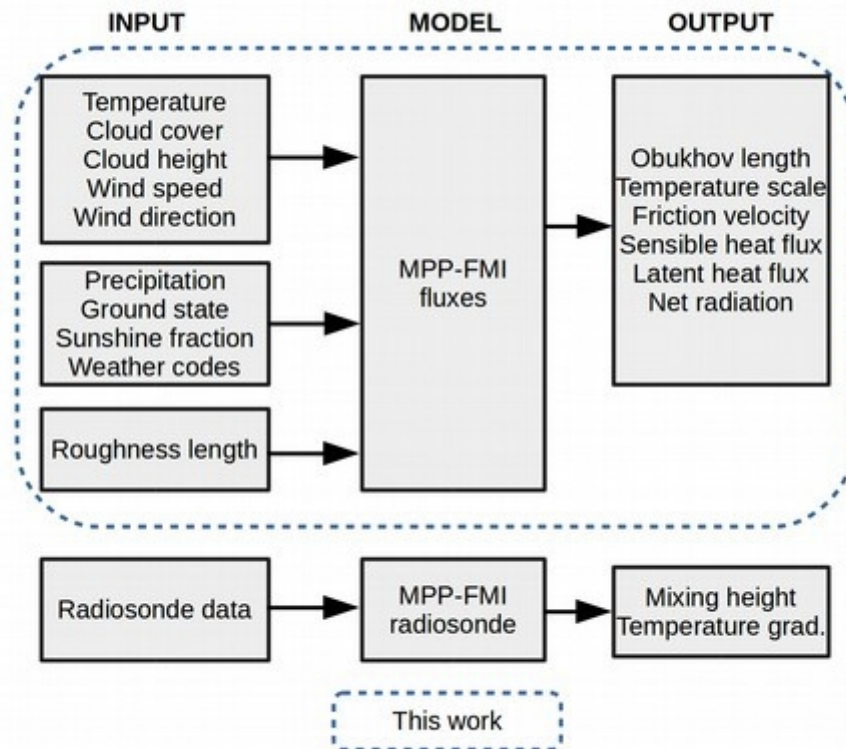 INPUT
MODEL
OUTPUT
Temperature
Cloud cover
Cloud height
Wind speed
Wind direction
Precipitation
Ground state
Sunshine fraction
Weather codes
Roughness length
MPP-FMI
fluxes
Obukhov length
Temperature scale
Friction velocity
Sensible heat flux
Latent heat flux
Net radiation
Radiosonde data
MPP-FMI
radiosonde
Mixing height
Temperature grad.
This work